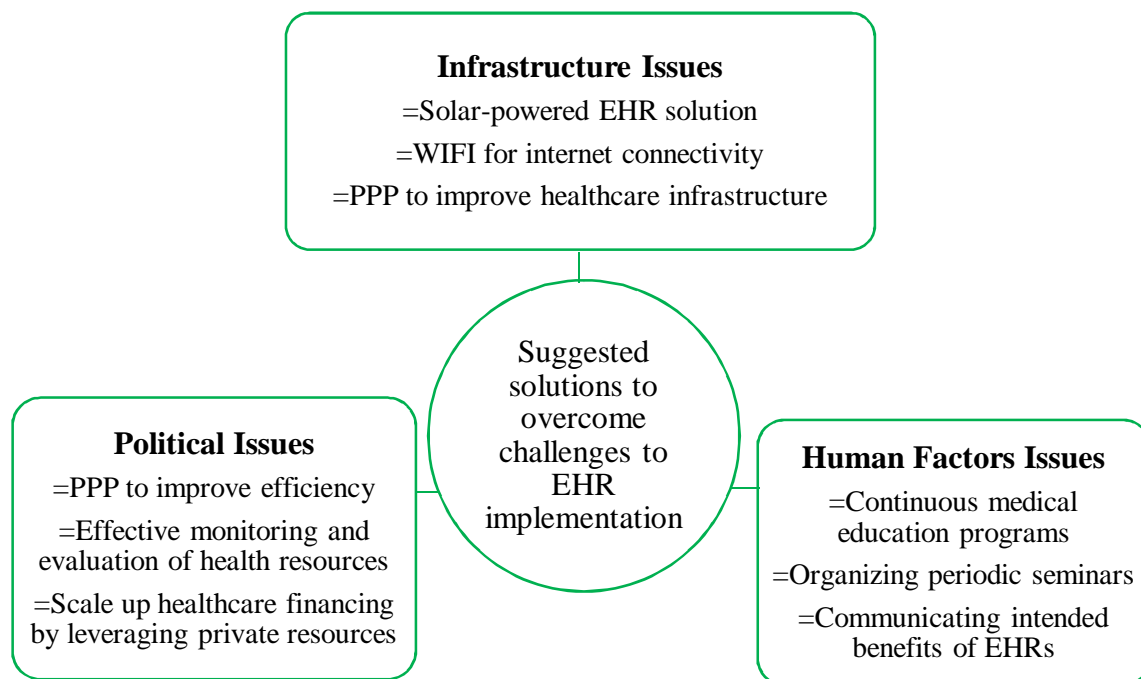 Infrastructure Issues
=Solar-powered EHR solution
=WIFI for internet connectivity
=PPP to improve healthcare infrastructure
Suggested
solutions to
overcome
challenges to
EHR
implementation
Political Issues
=PPP to improve efficiency
=Effective monitoring and
evaluation of health resources
=Scale up healthcare financing
by leveraging private resources
Human Factors Issues
=Continuous medical
education programs
=Organizing periodic seminars
=Communicating intended
benefits of EHRs